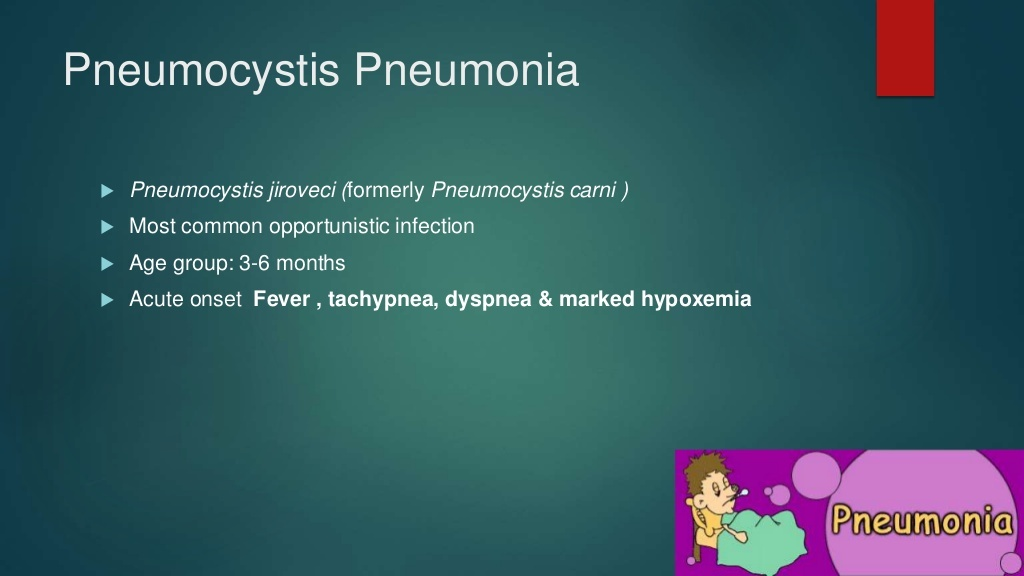 Pneumocystis Pneumonia
Pneumocystis jiroveci (formerly Pneumocystis carni )
Most common opportunistic infection
Age group: 3-6 months
Acute onset Fever , tachypnea, dyspnea & marked hypoxemia
Pneumonia